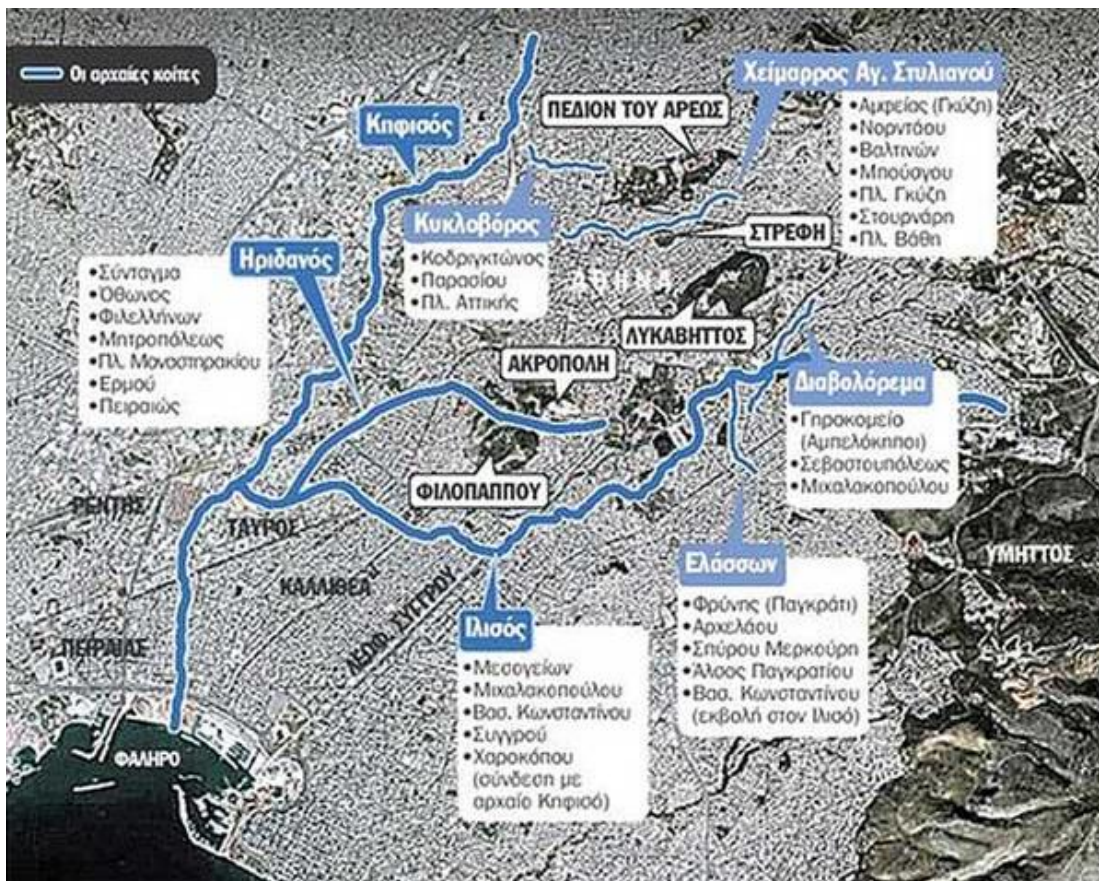 Οι αρχαίες κοίτες
Χείμαρρος Αγ. Στυλιανού
• Αμφείας (Γκύζη)
• Νορντάου
• Βαλτινών
• Μπούσγου
• Πλ. Γκύζη
• Στουρνάρη
• Πλ. Βάθη
ΠΕΔΙΟΝ ΤΟΥ ΑΡΕΩΣ
Κηφισός
Κυκλοβόρος
• Κοδριγκτώνος
• Παρασίου
• Πλ. Αττικής
ΣΤΡΕΦΗ
Ηριδανός
• Σύνταγμα
• Όθωνος
• Φιλελλήνων
• Μητροπόλεως
• Πλ. Μοναστηρακίου
• Ερμού
• Πειραιώς
ΑΘΗΝΑ
ΛΥΚΑΒΗΤΤΟΣ
ΑΚΡΟΠΟΛΗ
Διαβολόρεμα
• Γηροκομείο
(Αμπελόκηποι)
• Σεβαστουπόλεως
• Μιχαλακοπούλου
ΦΙΛΟΠΑΠΠΟΥ
ΡΕΝΤΗΣ
ΤΑΥΡΟΣ
ΚΑΛΛΙΘΕΑ
ΛΕΩΦ. ΣΥΓΓΡΟΥ
ΥΜΗΤΤΟΣ
Ελάσσων
• Φρύνης (Παγκράτι)
• Αρχελάου
• Σπύρου Μερκούρη
• Άλσος Παγκρατίου
• Βασ. Κωνσταντίνου
(εκβολή στον Ιλισό)
Ιλισός
• Μεσογείων
• Μιχαλακοπούλου
• Βασ. Κωνσταντίνου
• Συγγρού
• Χαροκόπου
(σύνδεση με
αρχαίο Κηφισό)
ΠΕΙΡΑΙΑΣ
ΦΑΛΗΡΟ